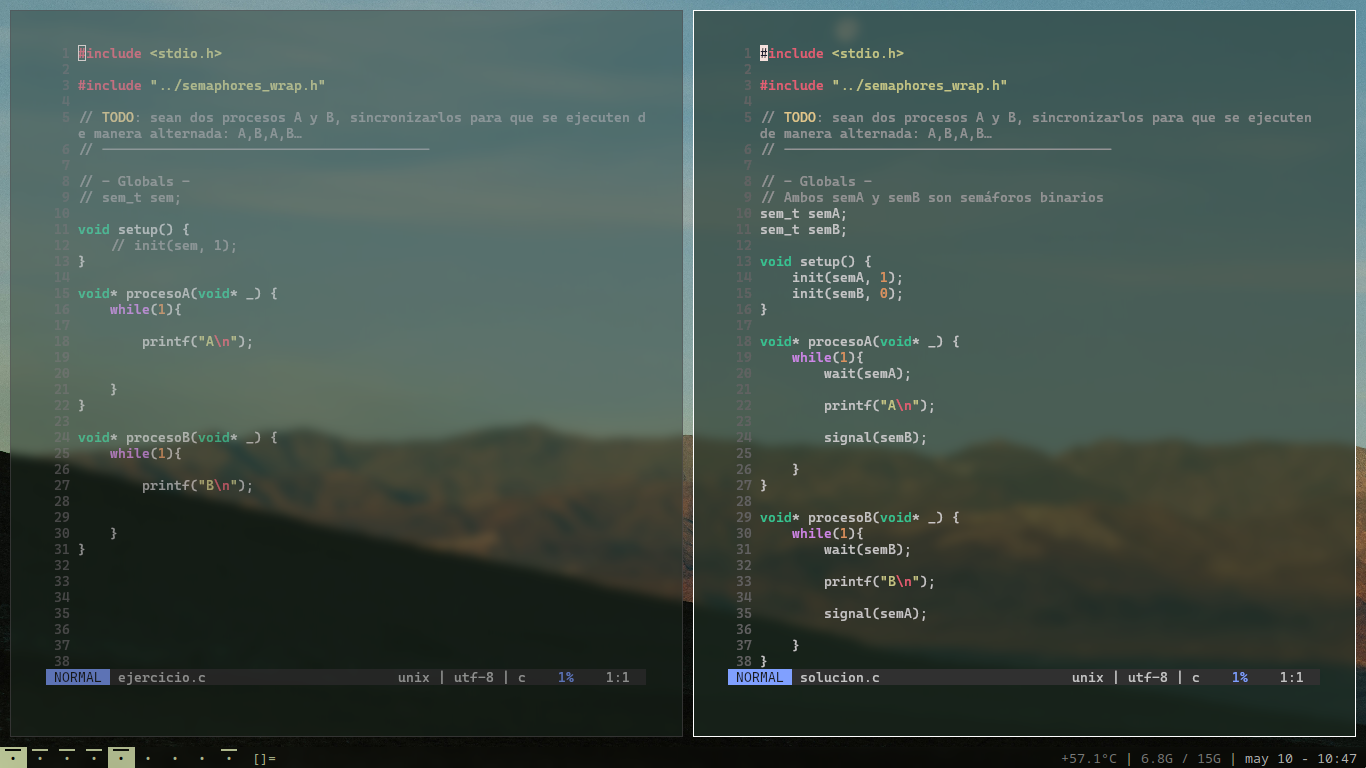 1 #include <stdio.h>
2
3 #include "../semaphores_wrap.h"
4
5 // TODO: sean dos procesos A y B, sincronizarlos para que se ejecuten d
e manera alternada: A,B,A,B…
6 // ─────────────────────────────────────────
7
8 // - Globals -
9 // sem_t sem;
10
11 void setup() {
12     // init(sem, 1);
13 }
14
15 void* procesoA(void* _) {
16     while(1){
17
18         printf("A\n");
19
20
21     }
22 }
23
24 void* procesoB(void* _) {
25     while(1){
26
27         printf("B\n");
28
29
30     }
31 }
32
33
34
35
36
37
38
NORMAL ejercicio.c unix | utf-8 | c 1% 1:1
1 #include <stdio.h>
2
3 #include "../semaphores_wrap.h"
4
5 // TODO: sean dos procesos A y B, sincronizarlos para que se ejecuten
de manera alternada: A,B,A,B…
6 // ─────────────────────────────────────────
7
8 // - Globals -
9 // Ambos semA y semB son semáforos binarios
10 sem_t semA;
11 sem_t semB;
12
13 void setup() {
14     init(semA, 1);
15     init(semB, 0);
16 }
17
18 void* procesoA(void* _) {
19     while(1){
20         wait(semA);
21
22         printf("A\n");
23
24         signal(semB);
25
26     }
27 }
28
29 void* procesoB(void* _) {
30     while(1){
31         wait(semB);
32
33         printf("B\n");
34
35         signal(semA);
36
37     }
38 }
NORMAL solucion.c unix | utf-8 | c 1% 1:1
[]= +57.1°C | 6.8G / 15G | may 10 - 10:47